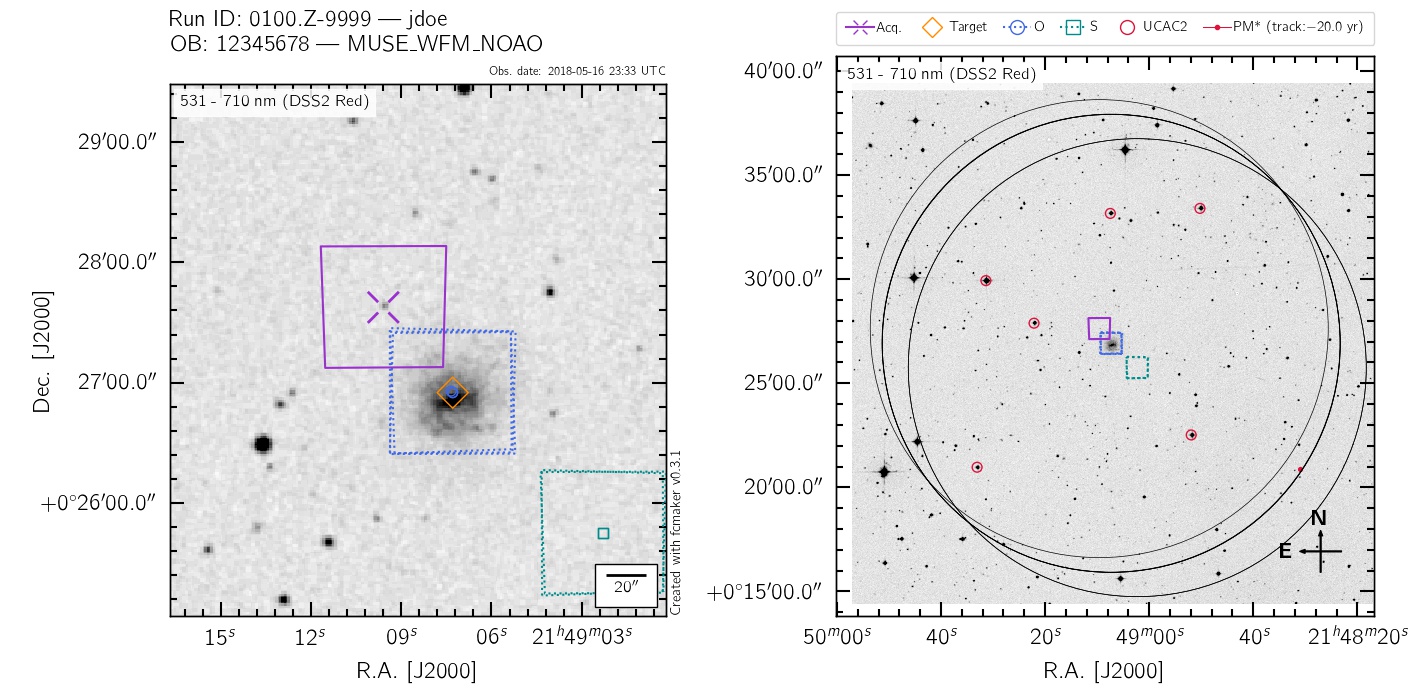 Run ID: 0100.Z-9999 — jdoe
OB: 12345678 — MUSE_WFM_NOAO
Obs. date: 2018-05-16 23:33 UTC
531 - 710 nm (DSS2 Red)
29′00.0″
28′00.0″
27′00.0″
+0°26′00.0″
Dec. [J2000]
20″
Created with fcmaker v0.3.1
15ˢ 12ˢ 09ˢ 06ˢ 21ʰ49ᵐ03ˢ
R.A. [J2000]
Acq. Target O S UCAC2 PM* (track:−20.0 yr)
531 - 710 nm (DSS2 Red)
40′00.0″
35′00.0″
30′00.0″
25′00.0″
20′00.0″
+0°15′00.0″
N
E
50ᵐ00ˢ 40ˢ 20ˢ 49ᵐ00ˢ 40ˢ 21ʰ48ᵐ20ˢ
R.A. [J2000]